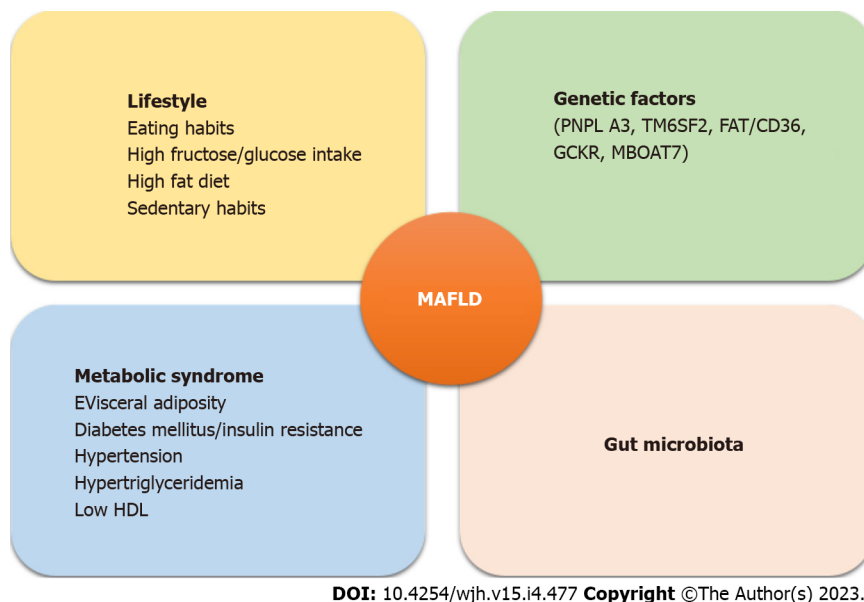 Lifestyle
Eating habits
High fructose/glucose intake
High fat diet
Sedentary habits
Genetic factors
(PNPL A3, TM6SF2, FAT/CD36,
GCKR, MBOAT7)
MAFLD
Metabolic syndrome
EVisceral adiposity
Diabetes mellitus/insulin resistance
Hypertension
Hypertriglyceridemia
Low HDL
Gut microbiota
DOI: 10.4254/wjh.v15.i4.477 Copyright ©The Author(s) 2023.